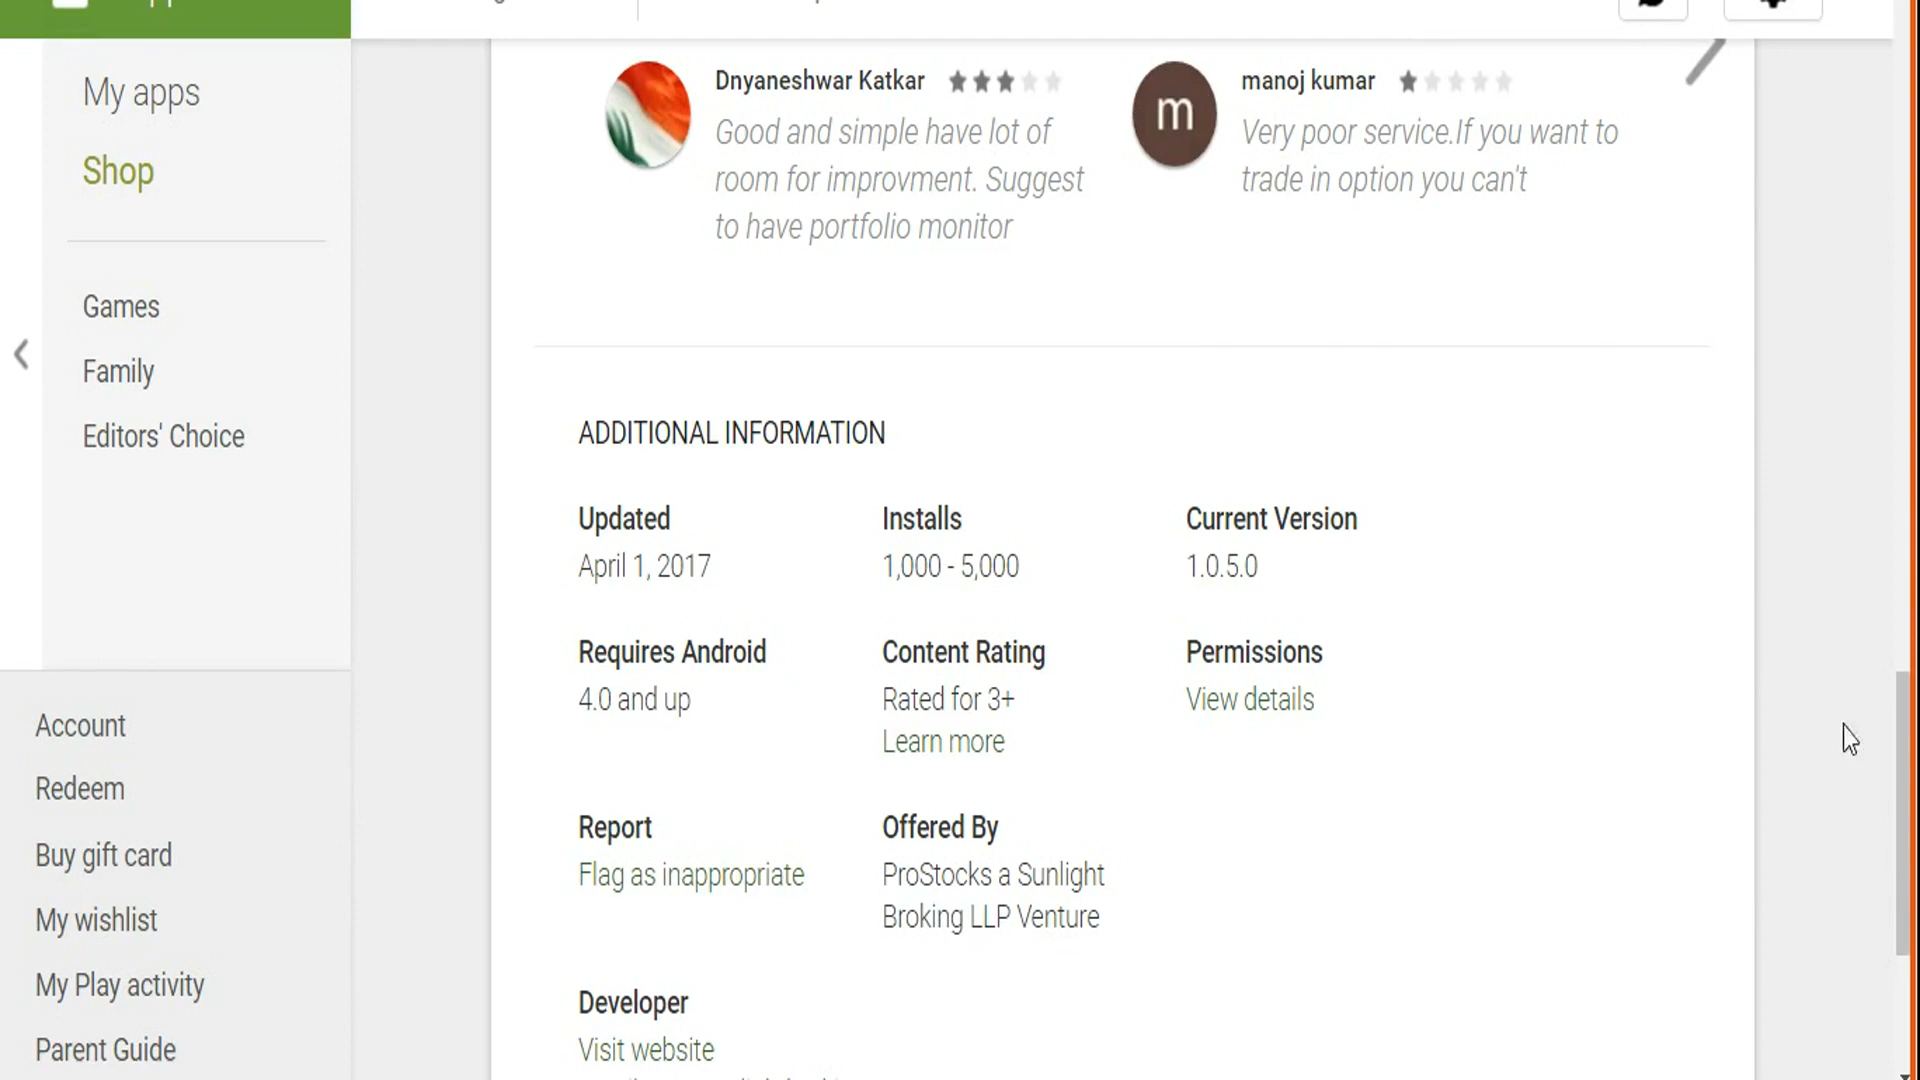 My apps
Shop
Games
Family
Editors' Choice
Account
Redeem
Buy gift card
My wishlist
My Play activity
Parent Guide
Dnyaneshwar Katkar
Good and simple have lot of
room for improvment. Suggest
to have portfolio monitor
m
manoj kumar
Very poor service.If you want to
trade in option you can't
ADDITIONAL INFORMATION
Updated
April 1, 2017
Installs
1,000 - 5,000
Current Version
1.0.5.0
Requires Android
4.0 and up
Content Rating
Rated for 3+
Learn more
Permissions
View details
Report
Flag as inappropriate
Offered By
ProStocks a Sunlight
Broking LLP Venture
Developer
Visit website